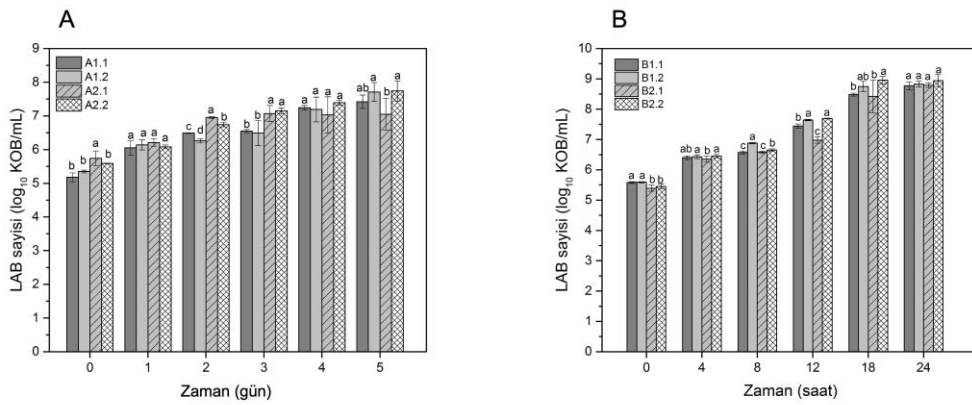 A
LAB sayisi (log10 KOB/mL)
9
8
7
6
5
4
3
2
1
0
A1.1
A1.2
A2.1
A2.2
b b a b
a a a a
c d a b
b b a a
a a a a
ab a b a
0 1 2 3 4 5
Zaman (gün)
B
LAB sayisi (log10 KOB/mL)
10
9
8
7
6
5
4
3
2
1
0
B1.1
B1.2
B2.1
B2.2
a a b b
ab a b a
c a c b
b a c a
b ab b a
a a a a
0 4 8 12 18 24
Zaman (saat)